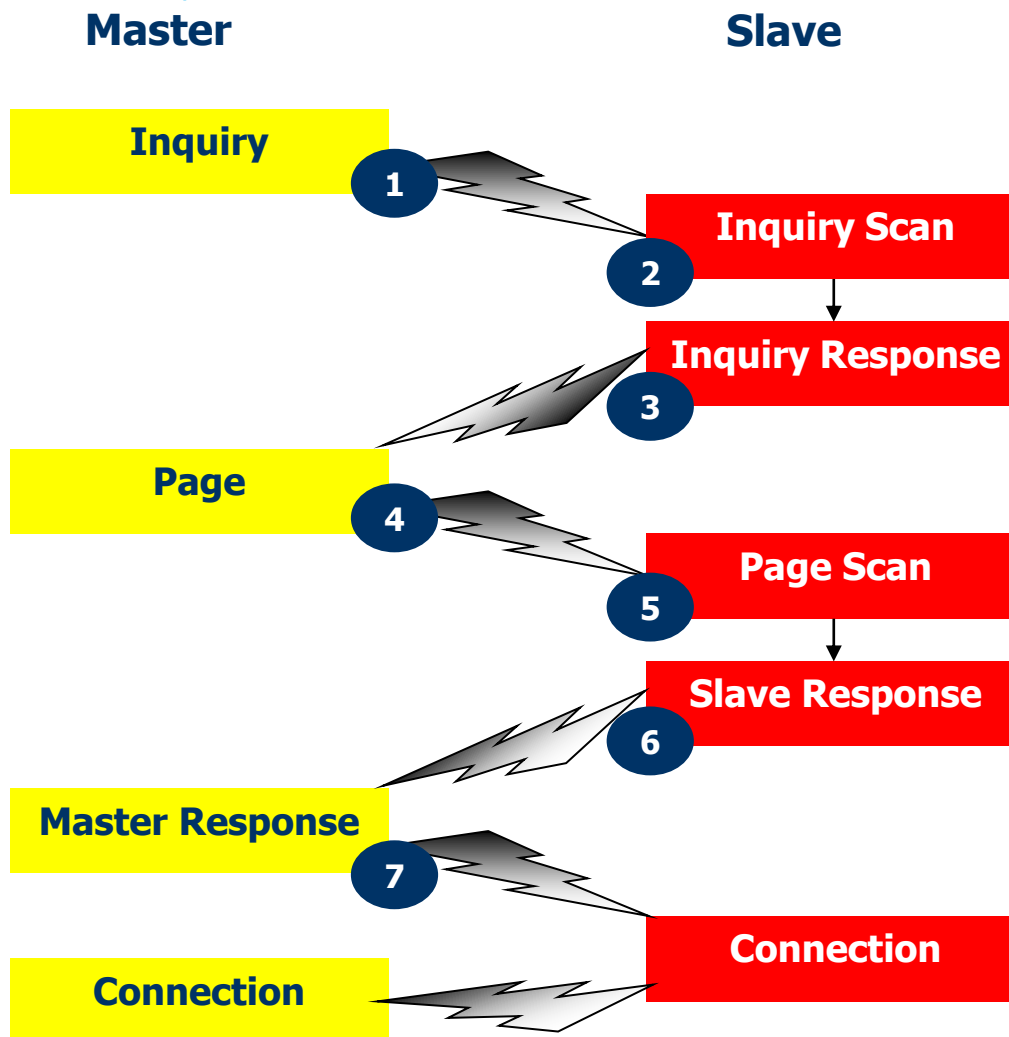 Master
Slave
Inquiry
1
Inquiry Scan
2
Inquiry Response
3
Page
4
Page Scan
5
Slave Response
6
Master Response
7
Connection
Connection